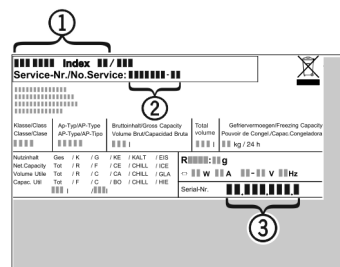 1
Index /
Service-Nr./No.Service: -
2
Klasse/Class Ap-Typ/AP-Type Bruttoinhalt/Gross Capacity Total Gefriervermoegen/Freezing Capacity
Classe/Clase AP-Type/AP-Tipo Volume Brut/Capacidad Bruta volume Pouvoir de Congel./Capac.Congeladora
l l kg / 24 h
Nutzinhalt Ges / K / G / KE / KALT / EIS
Net.Capacity Tot / R / F / CE / CHILL / ICE
Volume Utile Tot / R / C / CA / CHILL / GLA
Capac. Util Tot / F / C / BO / CHILL / HIE
l / l
R : g
W A - V Hz
Serial-Nr. . . .
3